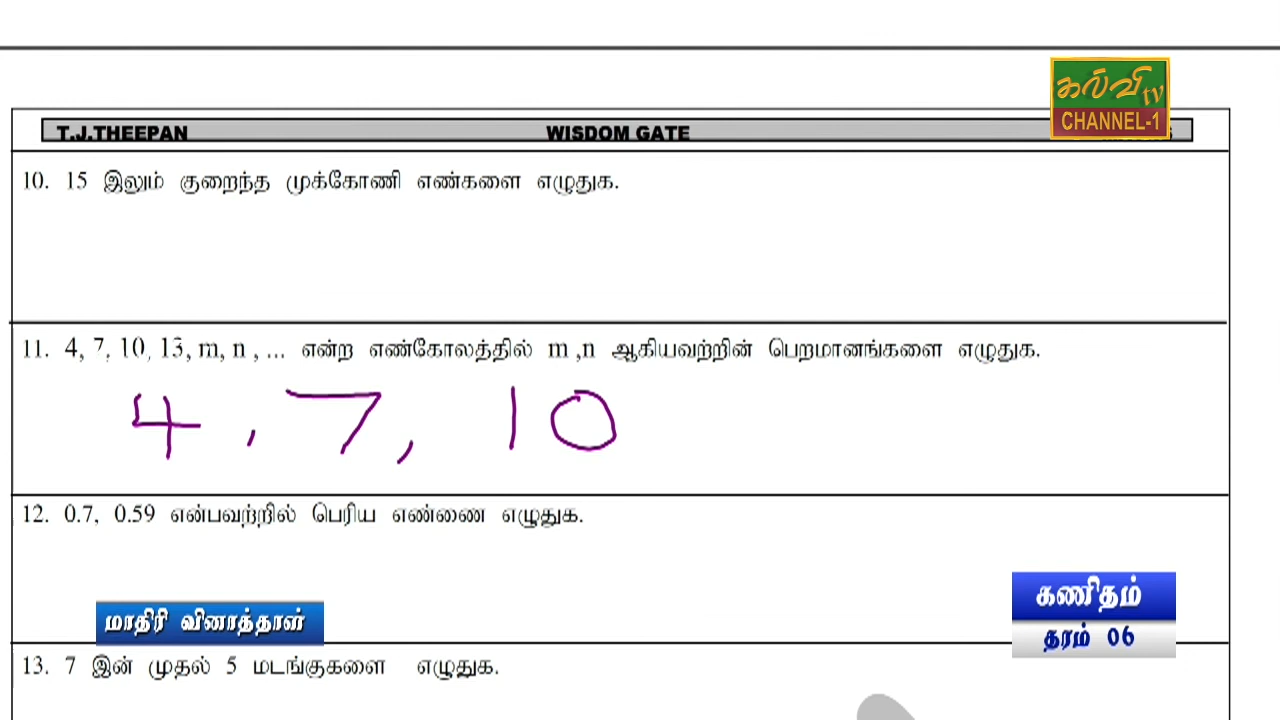 கல்வி tv
CHANNEL-1
T.J.THEEPAN WISDOM GATE
10. 15 இலும் குறைந்த முக்கோணி எண்களை எழுதுக.
11. 4, 7, 10, 13, m, n , ... என்ற எண்கோலத்தில் m ,n ஆகியவற்றின் பெறமானங்களை எழுதுக.
4 , 7, 10
12. 0.7, 0.59 என்பவற்றில் பெரிய எண்ணை எழுதுக.
மாதிரி வினாத்தாள்
கணிதம்
தரம் 06
13. 7 இன் முதல் 5 மடங்குகளை எழுதுக.